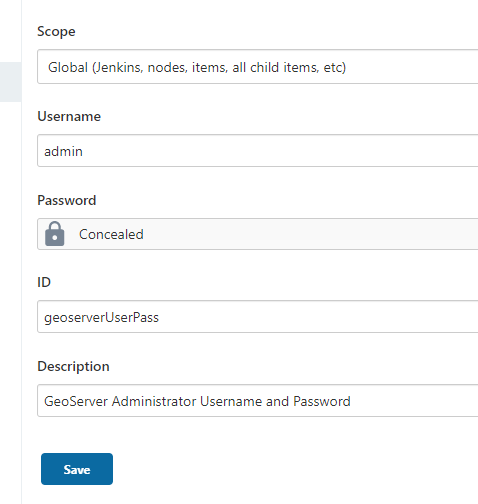 Scope
Global (Jenkins, nodes, items, all child items, etc)
Username
admin
Password
Concealed
ID
geoserverUserPass
Description
GeoServer Administrator Username and Password
Save